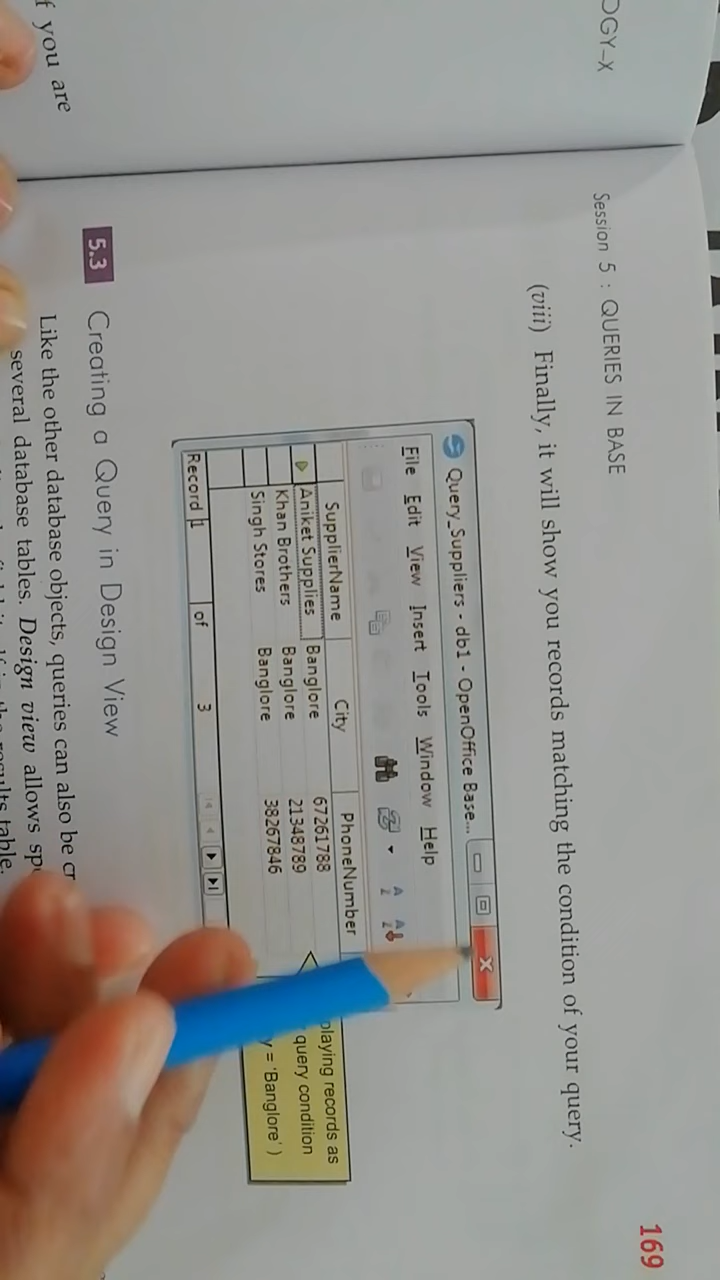 OGY–X
f you are
Session 5 : QUERIES IN BASE
169
(viii) Finally, it will show you records matching the condition of your query.
Query_Suppliers - db1 - OpenOffice Base...
File Edit View Insert Tools Window Help
SupplierName City PhoneNumber
Aniket Supplies Banglore 67261788
Khan Brothers Banglore 21348789
Singh Stores Banglore 38267846
Record 1 of 3
playing records as
query condition
y = 'Banglore' )
5.3 Creating a Query in Design View
Like the other database objects, queries can also be cr
several database tables. Design view allows sp
results table.